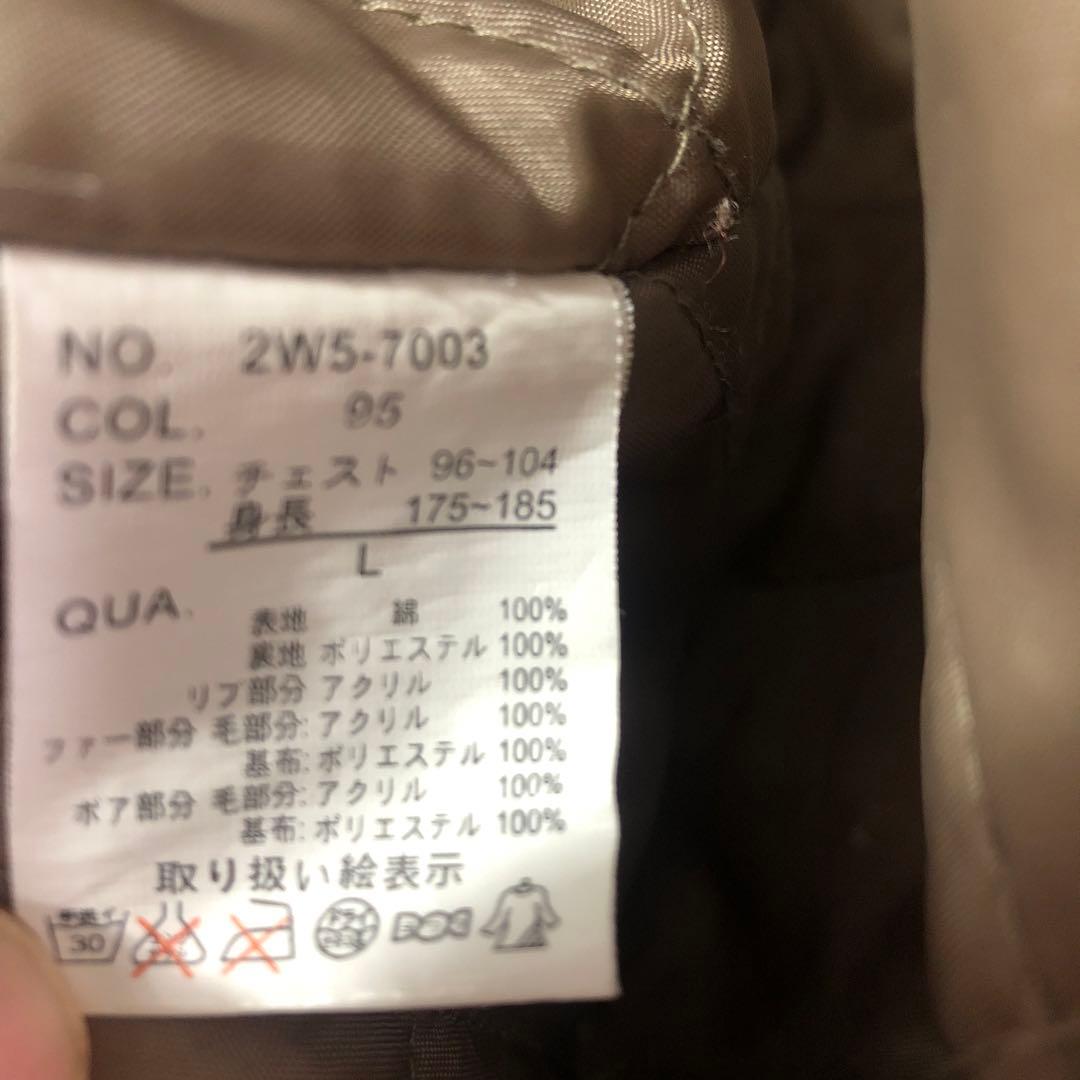 NO. 2W5-7003
COL. 95
SIZE. チェスト 96~104
身長 175~185
L
QUA. 表地 綿 100%
裏地 ポリエステル 100%
リブ部分 アクリル 100%
ファー部分 毛部分:アクリル 100%
基布:ポリエステル 100%
ボア部分 毛部分:アクリル 100%
基布:ポリエステル 100%
取り扱い絵表示
30 ドライ